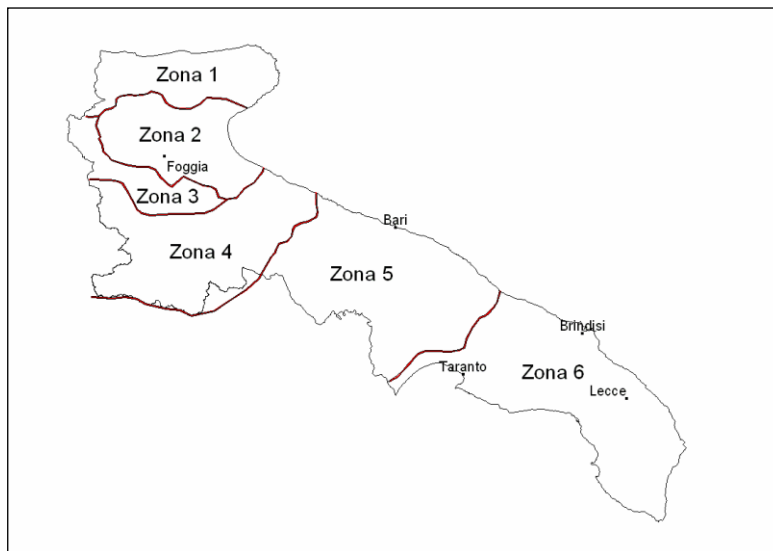 Zona 1
Zona 2
Foggia
Zona 3
Bari
Zona 4
Zona 5
Brindisi
Taranto
Zona 6
Lecce